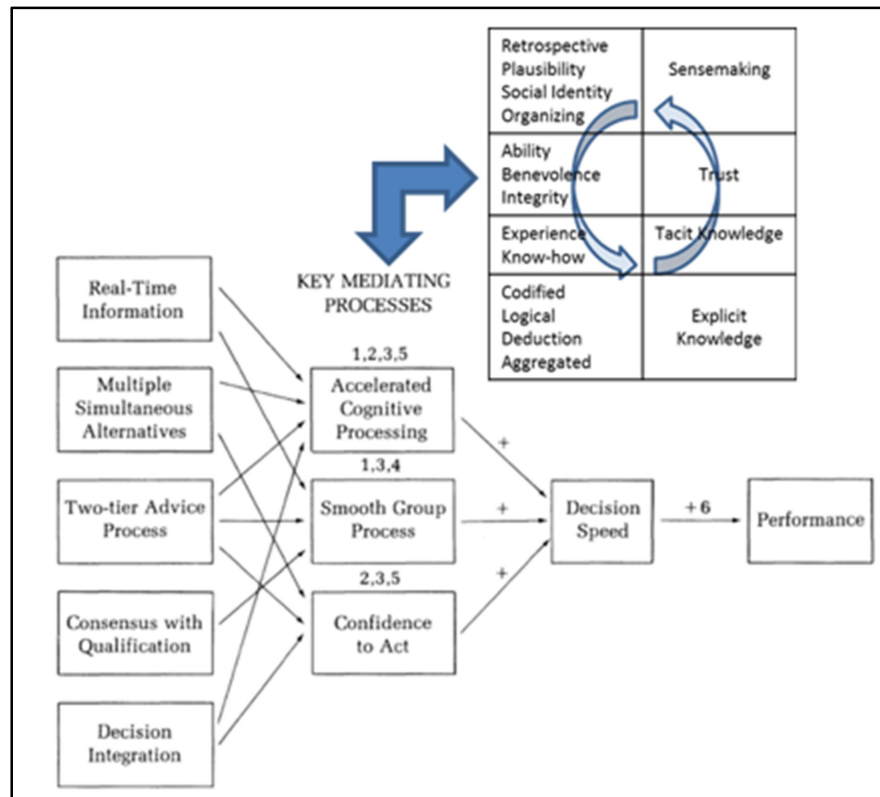 Retrospective
Plausibility
Social Identity
Organizing
Sensemaking
Ability
Benevolence
Integrity
Trust
Experience
Know-how
Tacit Knowledge
Codified
Logical
Deduction
Aggregated
Explicit
Knowledge
KEY MEDIATING
PROCESSES
Real-Time
Information
Multiple
Simultaneous
Alternatives
Two-tier Advice
Process
Consensus with
Qualification
Decision
Integration
1,2,3,5
Accelerated
Cognitive
Processing
1,3,4
Smooth Group
Process
2,3,5
Confidence
to Act
+
+
+
Decision
Speed
+6
Performance